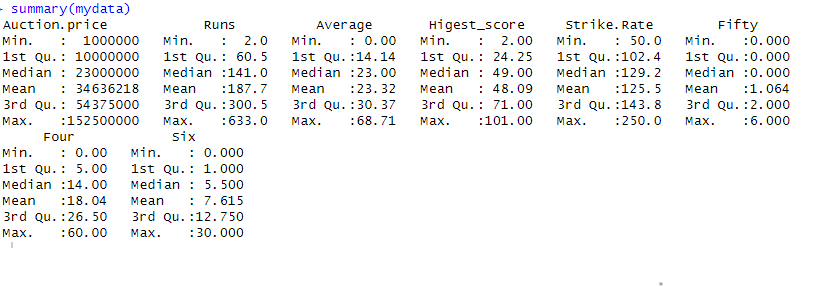 > summary(mydata)
Auction.price Runs Average Higest_score Strike.Rate Fifty
Min. : 1000000 Min. : 2.0 Min. : 0.00 Min. : 2.00 Min. : 50.0 Min. :0.000
1st Qu.: 10000000 1st Qu.: 60.5 1st Qu.:14.14 1st Qu.: 24.25 1st Qu.:102.4 1st Qu.:0.000
Median : 23000000 Median :141.0 Median :23.00 Median : 49.00 Median :129.2 Median :0.000
Mean : 34636218 Mean :187.7 Mean :23.32 Mean : 48.09 Mean :125.5 Mean :1.064
3rd Qu.: 54375000 3rd Qu.:300.5 3rd Qu.:30.37 3rd Qu.: 71.00 3rd Qu.:143.8 3rd Qu.:2.000
Max. :152500000 Max. :633.0 Max. :68.71 Max. :101.00 Max. :250.0 Max. :6.000
Four Six
Min. : 0.00 Min. : 0.000
1st Qu.: 5.00 1st Qu.: 1.000
Median :14.00 Median : 5.500
Mean :18.04 Mean : 7.615
3rd Qu.:26.50 3rd Qu.:12.750
Max. :60.00 Max. :30.000